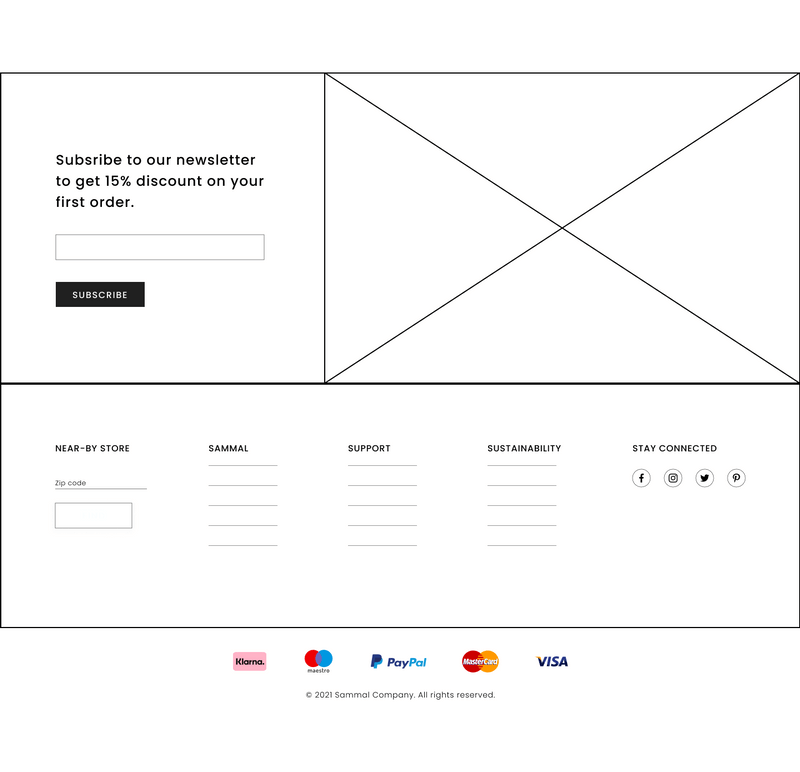 Subsribe to our newsletter
to get 15% discount on your
first order.
SUBSCRIBE
NEAR-BY STORE
Zip code
SAMMAL
SUPPORT
SUSTAINABILITY
STAY CONNECTED
Klarna.
maestro
PayPal
MasterCard
VISA
© 2021 Sammal Company. All rights reserved.